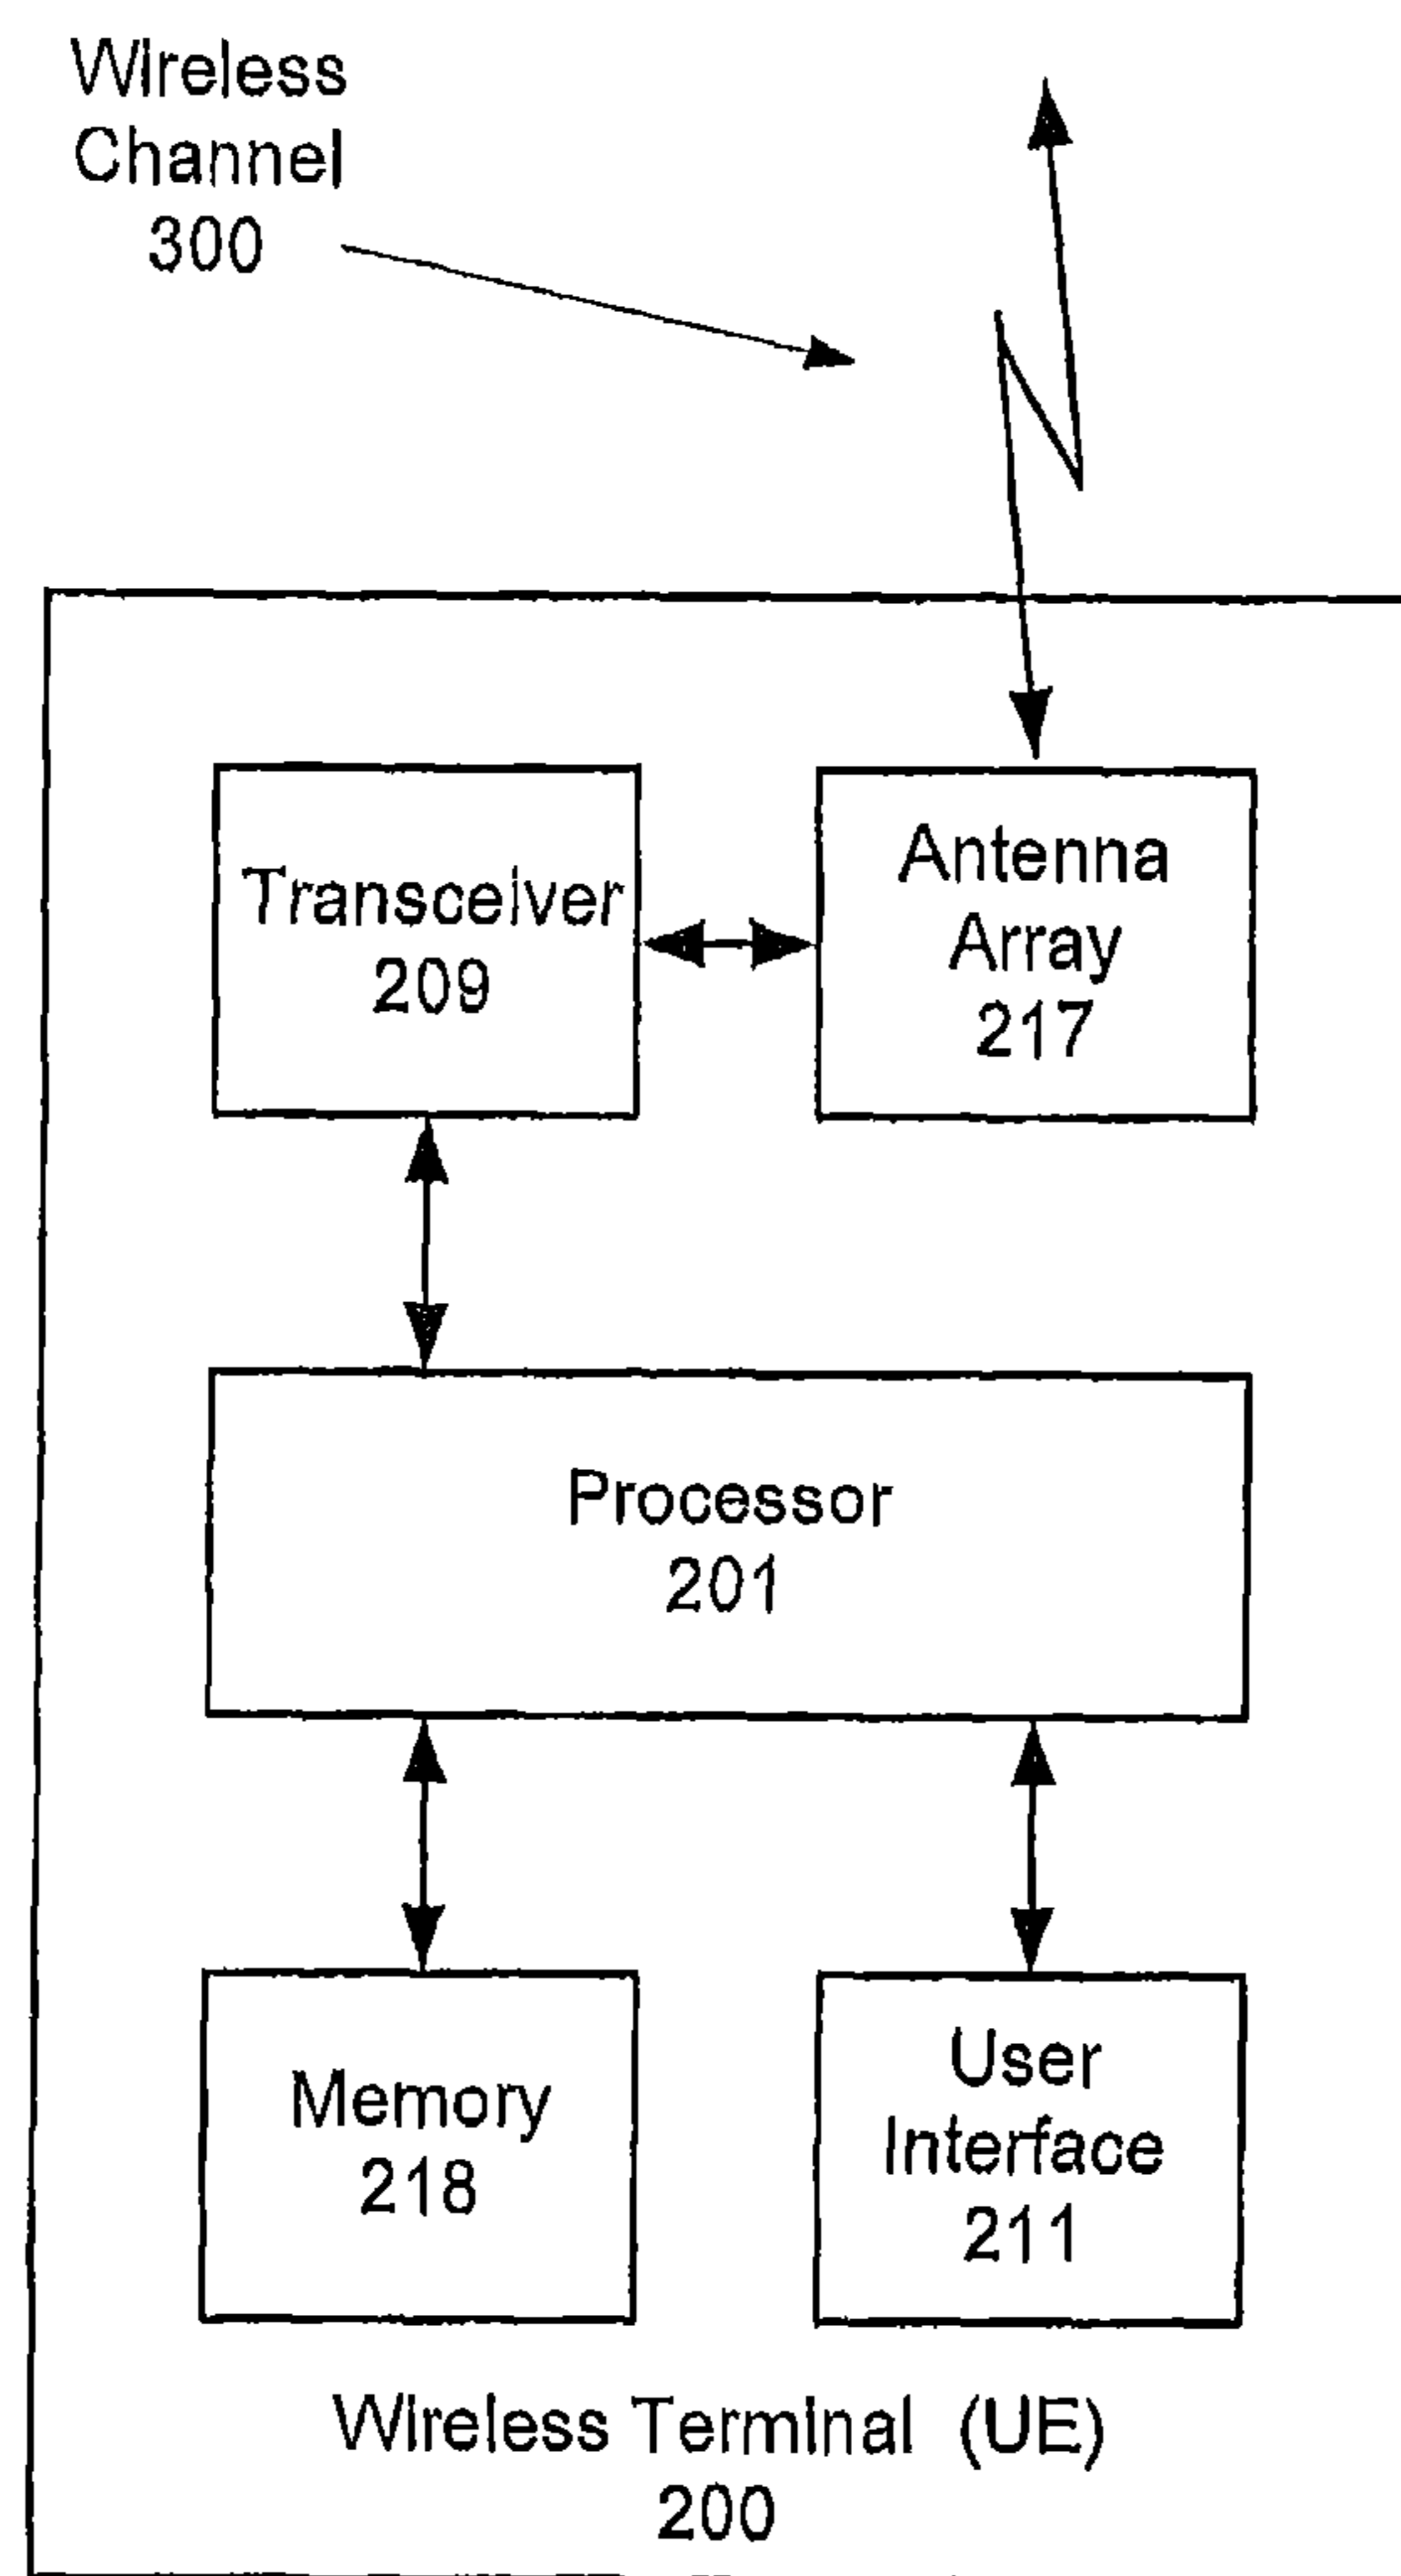 Wireless
Channel
300
Transceiver
209
Antenna
Array
217
Processor
201
Memory
218
User
Interface
211
Wireless Terminal (UE)
200